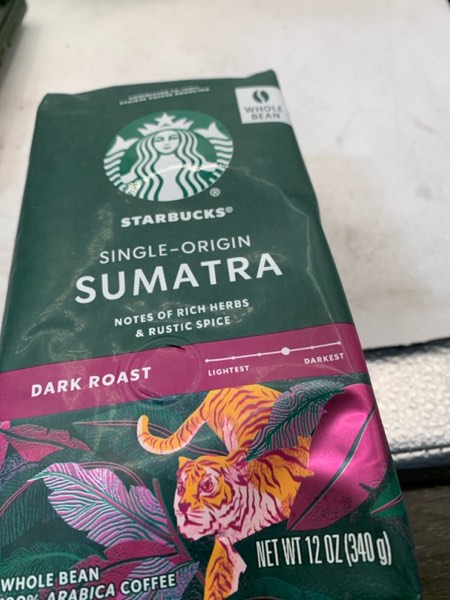 WHOLE
BEAN
STARBUCKS®
SINGLE-ORIGIN
SUMATRA
NOTES OF RICH HERBS
& RUSTIC SPICE
DARK ROAST
LIGHTEST
DARKEST
NET WT 12 OZ (340 g)
WHOLE BEAN
ARABICA COFFEE